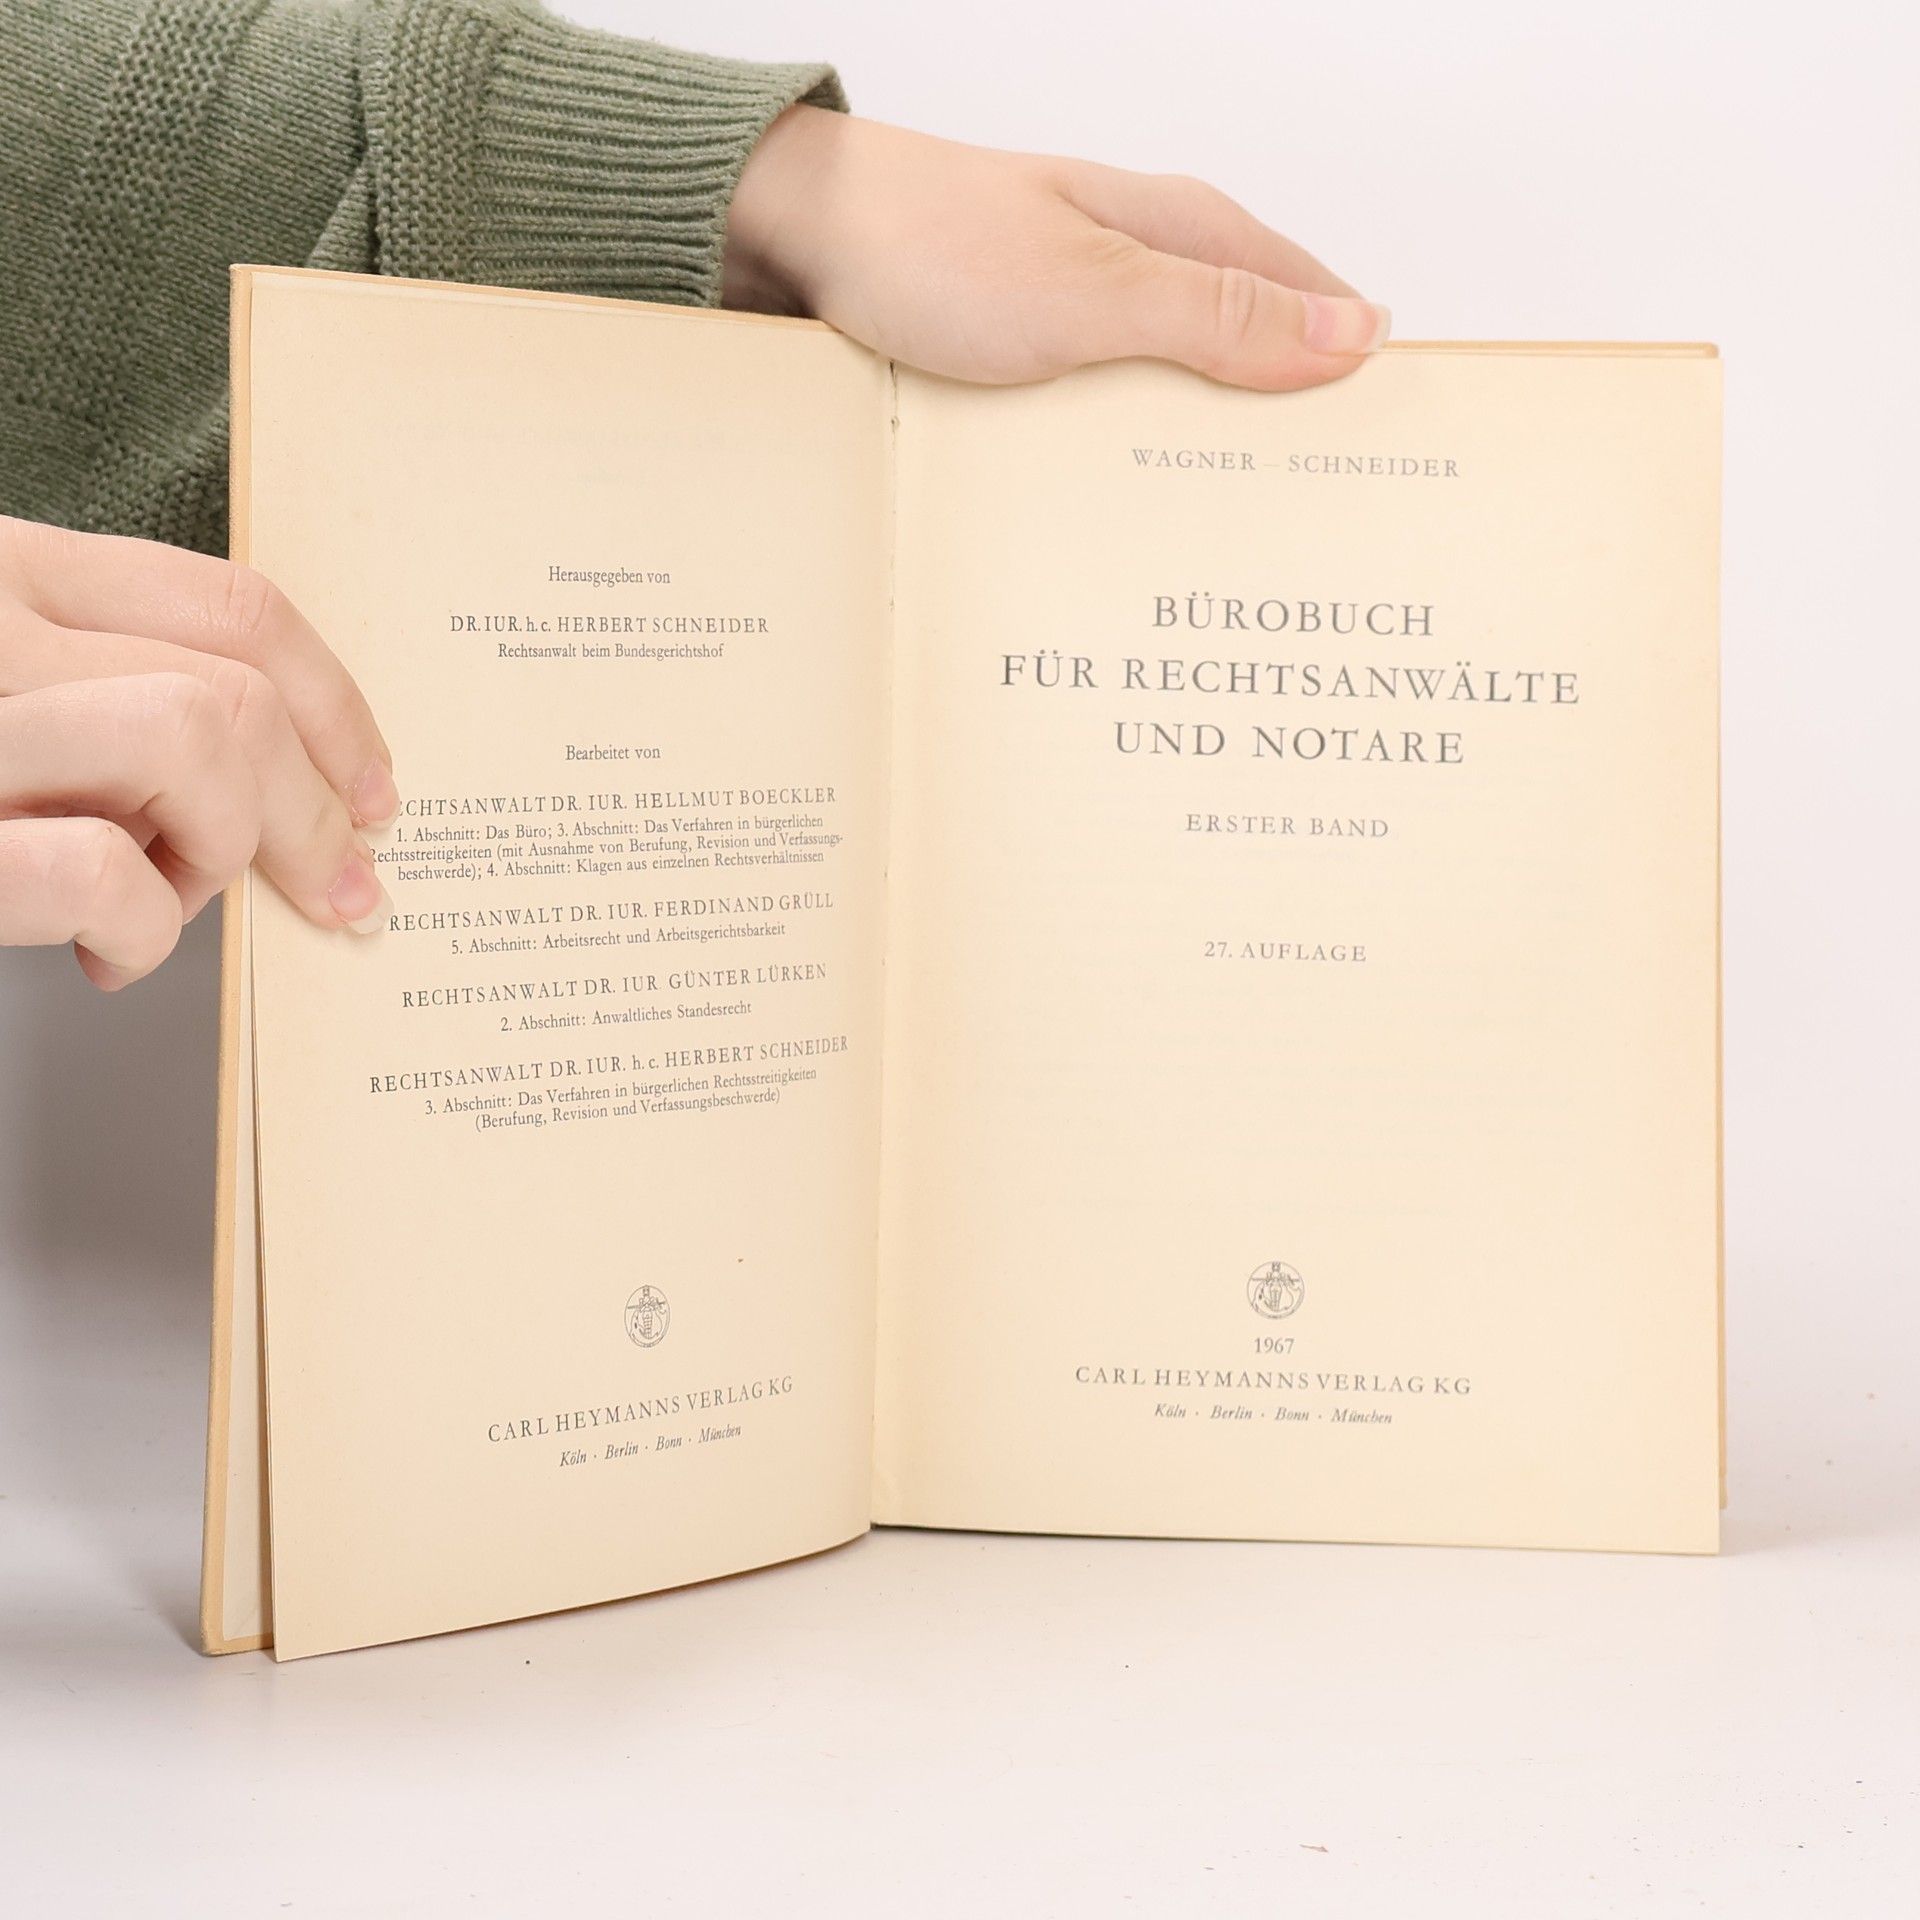 Herausgegeben von
DR. IUR. h. c. HERBERT SCHNEIDER
Rechtsanwalt beim Bundesgerichtshof
Bearbeitet von
DR. IUR. HELLMUT BOECKLER
1. Abschnitt: Das Büro; 3. Abschnitt: Das Verfahren in bürgerlichen
Rechtsstreitigkeiten (mit Ausnahme von Berufung, Revision und Verfassungs-
beschwerde); 4. Abschnitt: Klagen aus einzelnen Rechtsverhältnissen
RECHTSANWALT DR. IUR. FERDINAND GRÜLL
5. Abschnitt: Arbeitsrecht und Arbeitsgerichtsbarkeit
RECHTSANWALT DR. IUR GÜNTER LÜRKEN
2. Abschnitt: Anwaltliches Standesrecht
RECHTSANWALT DR. IUR. h. c. HERBERT SCHNEIDER
3. Abschnitt: Das Verfahren in bürgerlichen Rechtsstreitigkeiten
(Berufung, Revision und Verfassungsbeschwerde)
CARL HEYMANNS VERLAG KG
Köln · Berlin · Bonn · München
WAGNER – SCHNEIDER
BÜROBUCH
FÜR RECHTSANWÄLTE
UND NOTARE
ERSTER BAND
27. AUFLAGE
1967
CARL HEYMANNS VERLAG KG
Köln · Berlin · Bonn · München